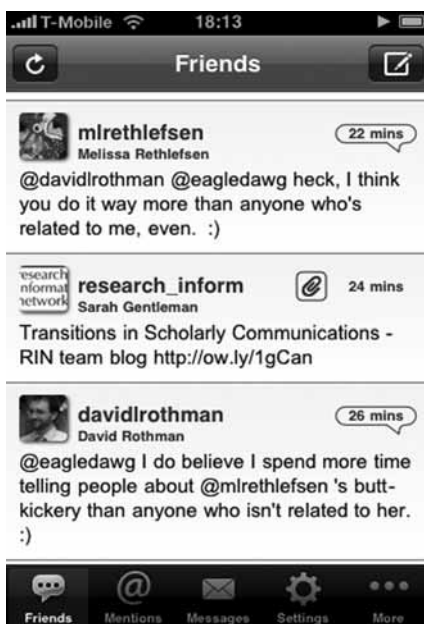 T-Mobile 18:13
Friends
mlrethlefsen 22 mins
Melissa Rethlefsen
@davidlrothman @eagledawg heck, I think
you do it way more than anyone who's
related to me, even. :)
research
informat
network
research_inform 24 mins
Sarah Gentleman
Transitions in Scholarly Communications -
RIN team blog http://ow.ly/1gCan
davidlrothman 26 mins
David Rothman
@eagledawg I do believe I spend more time
telling people about @mlrethlefsen 's butt-
kickery than anyone who isn't related to her.
:)
Friends Mentions Messages Settings More